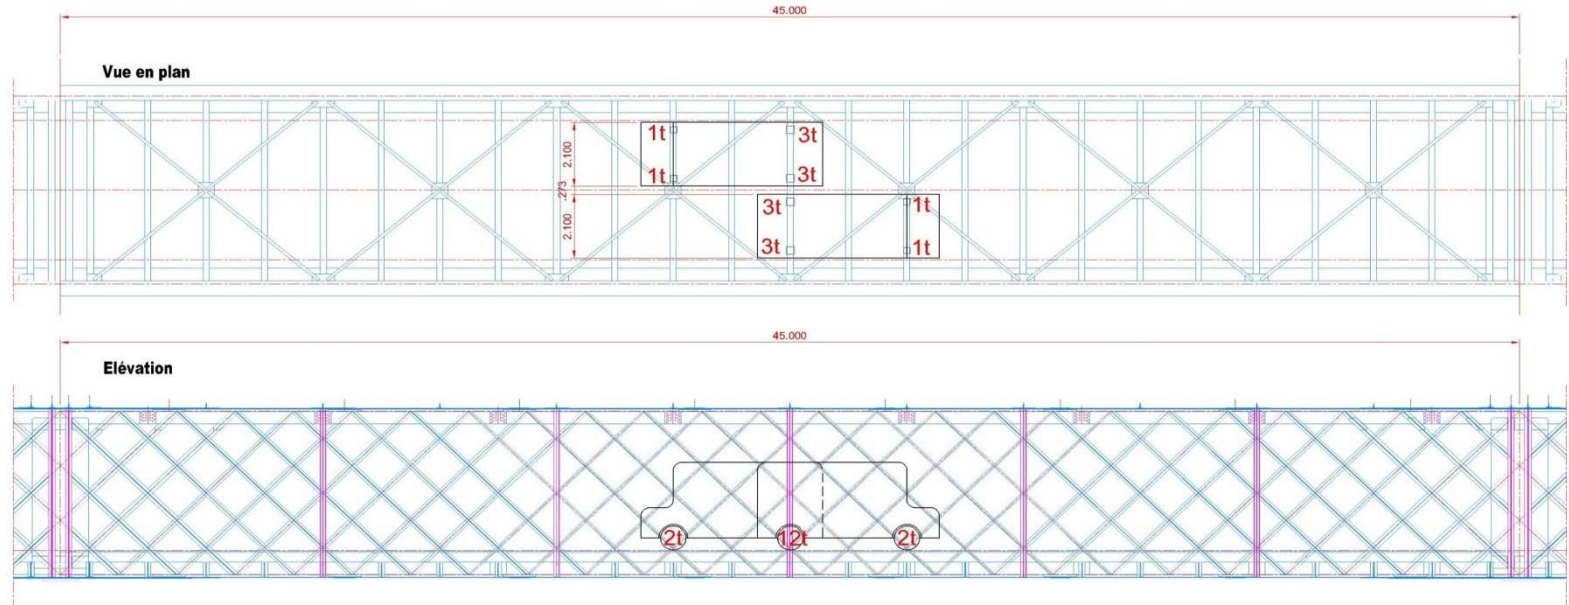 45.000
Vue en plan
1t 3t
2.100
1t 3t
.273
3t 1t
2.100
3t 1t
45.000
Elévation
2t 12t 2t